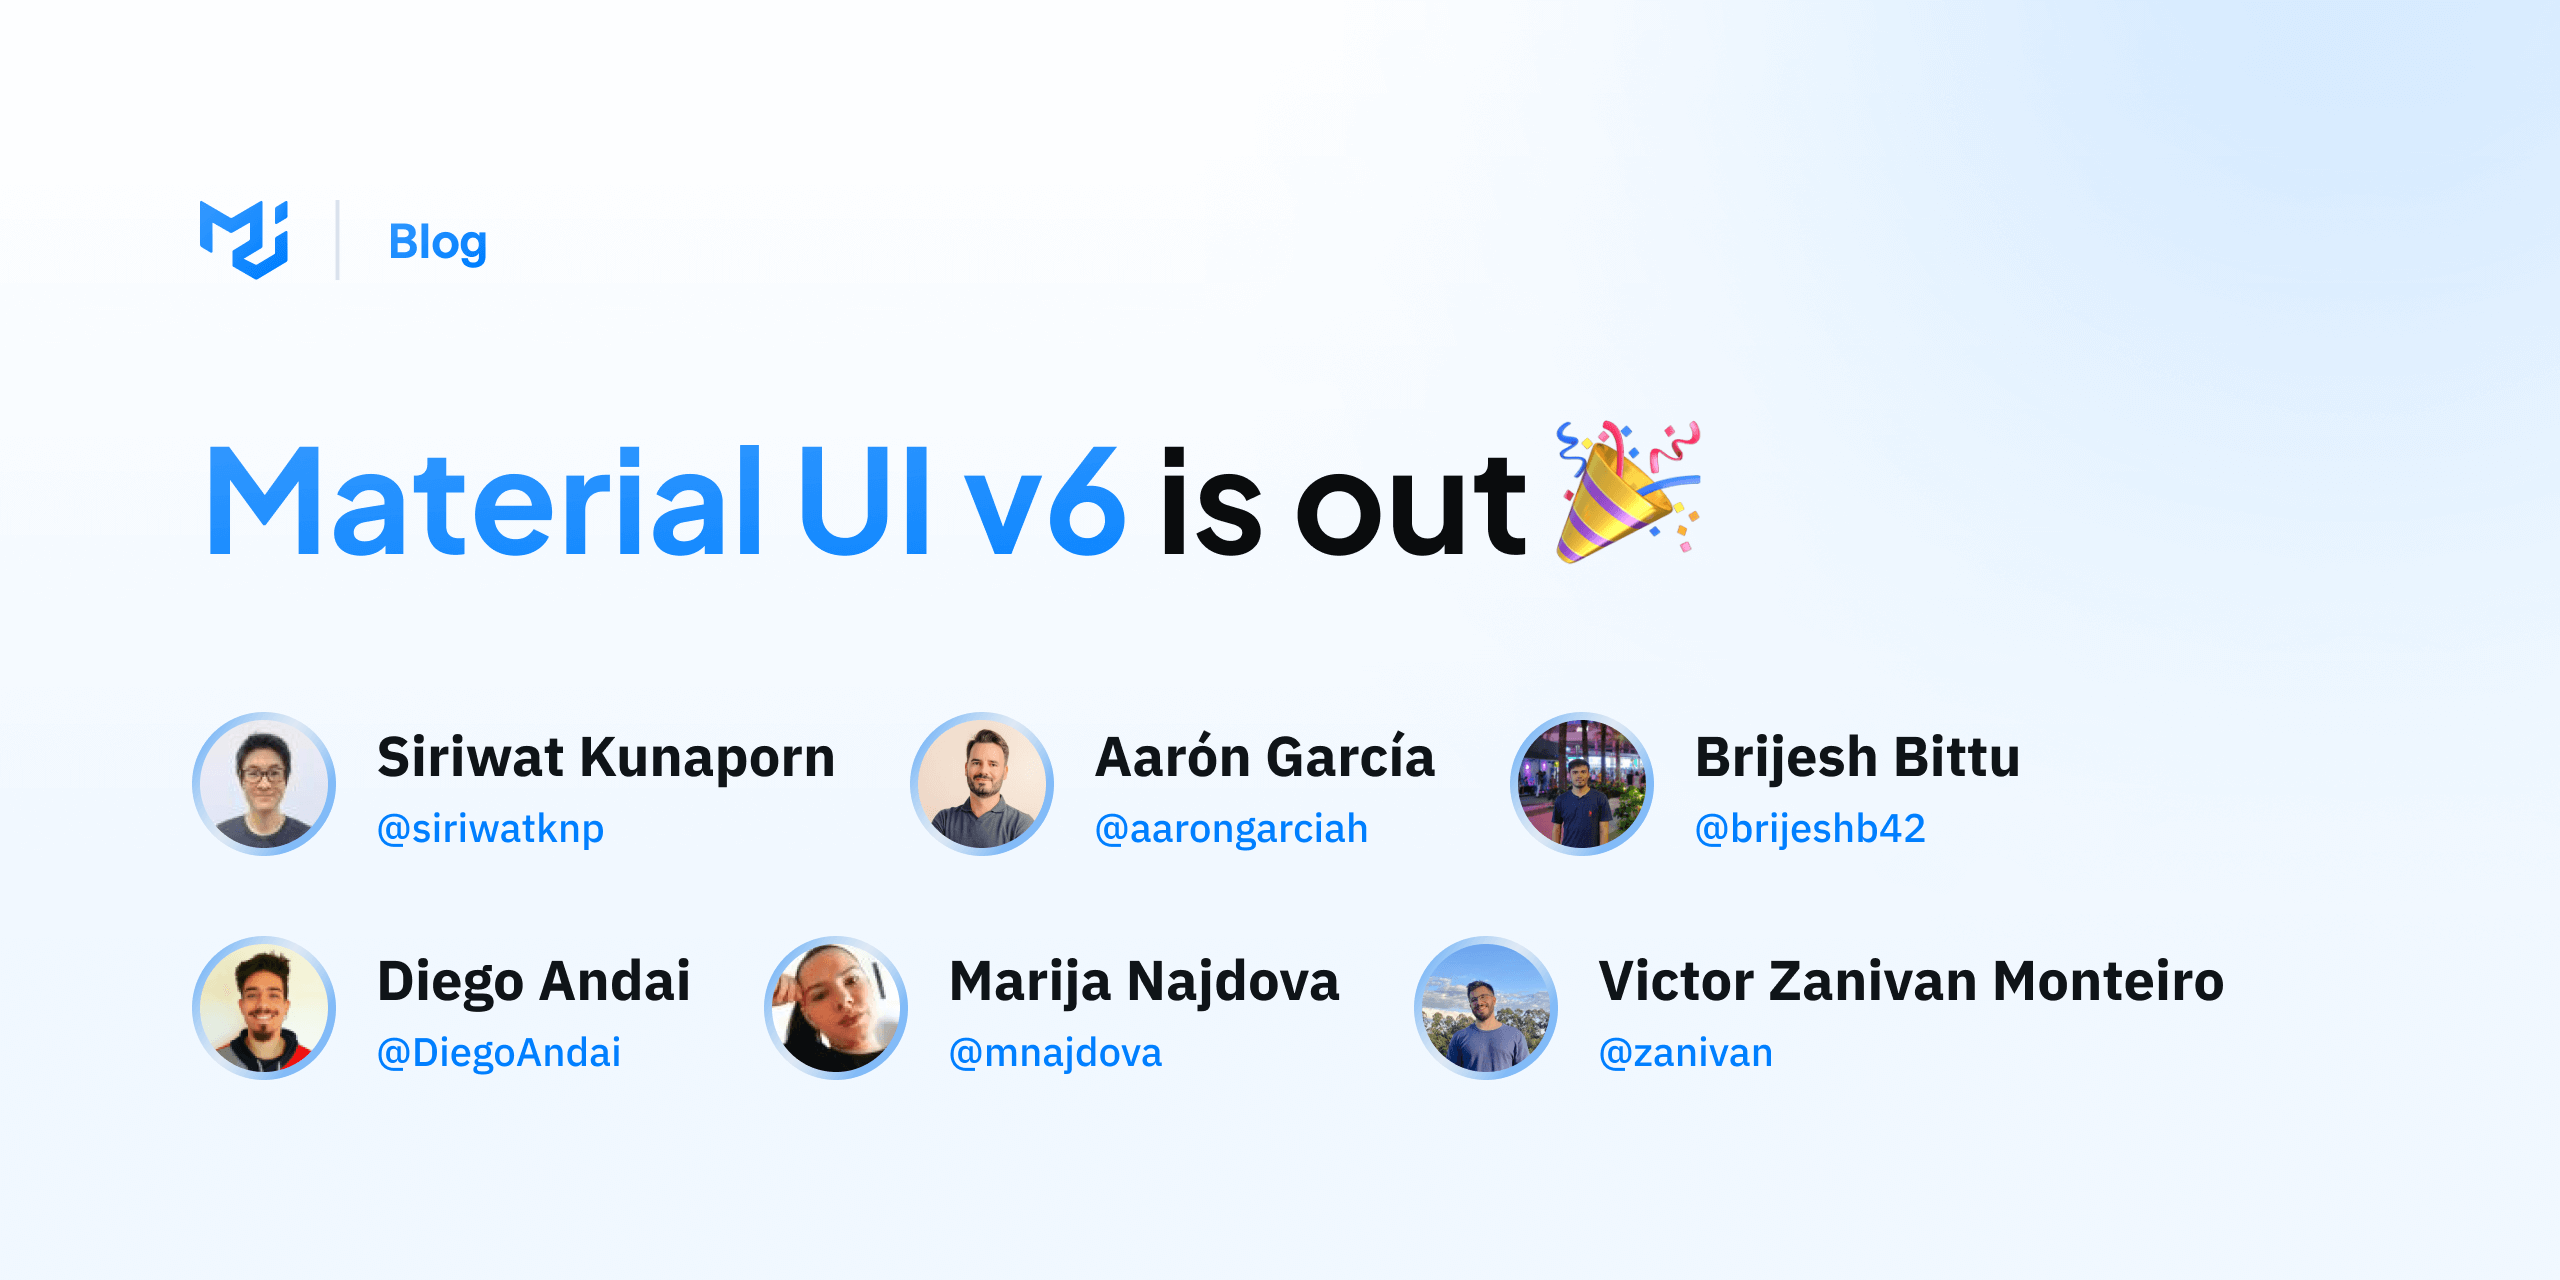 Blog
Material UI v6 is out 🎉
Siriwat Kunaporn
@siriwatknp
Aarón García
@aarongarciah
Brijesh Bittu
@brijeshb42
Diego Andai
@DiegoAndai
Marija Najdova
@mnajdova
Victor Zanivan Monteiro
@zanivan